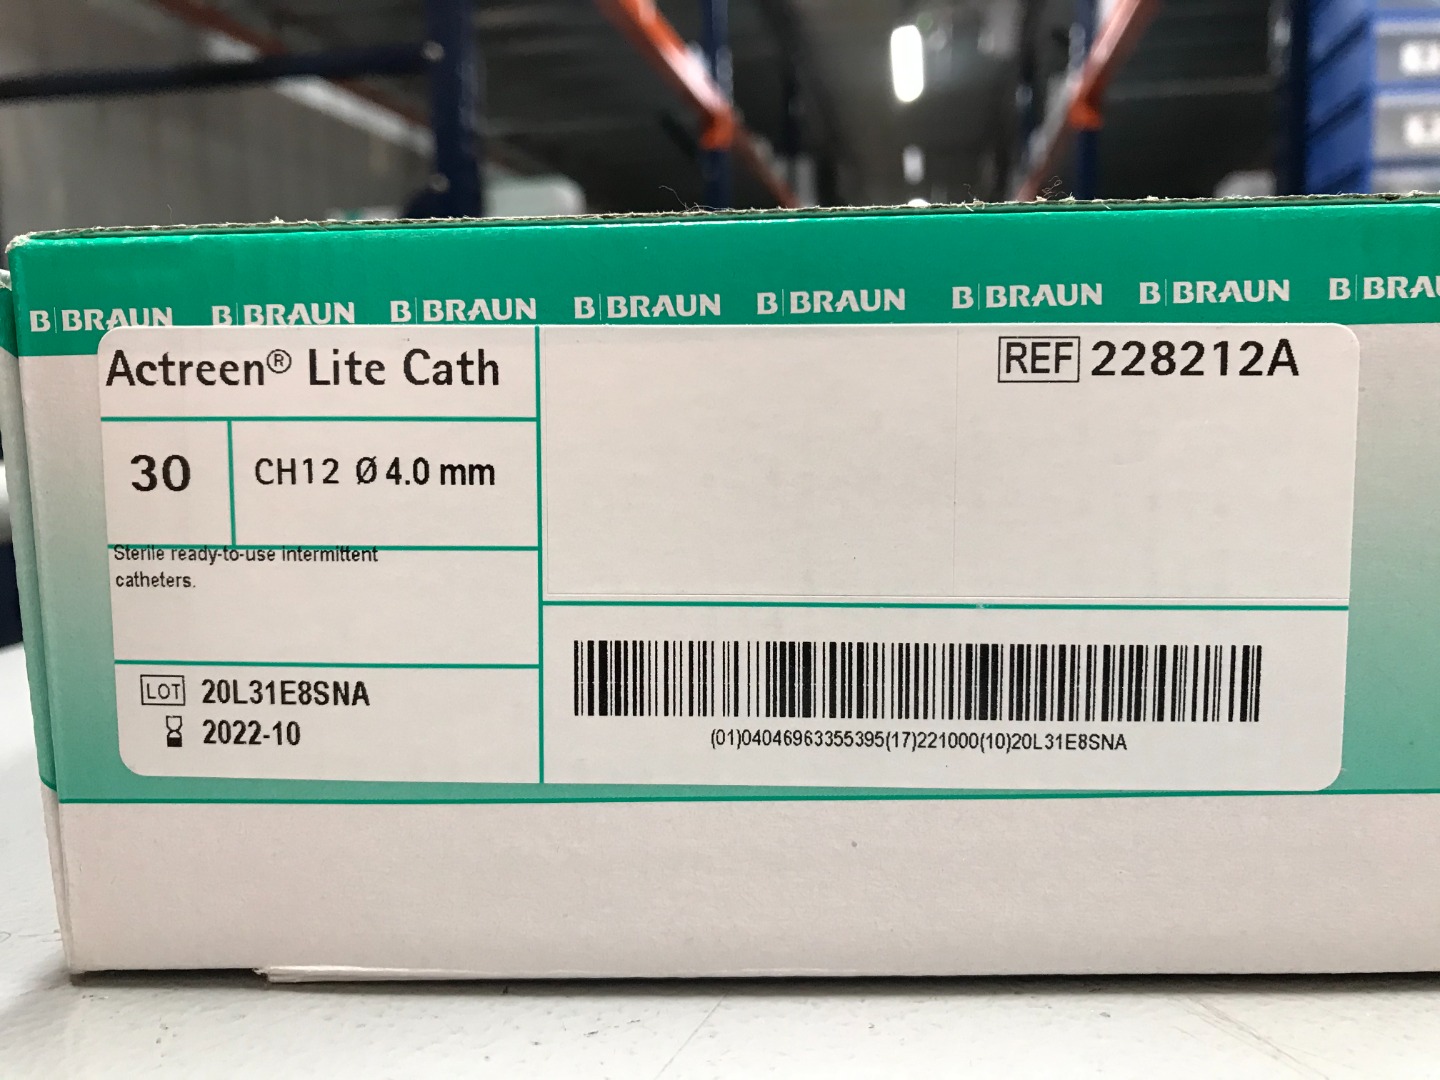 B|BRAUN B|BRAUN B|BRAUN B|BRAUN B|BRAUN B|BRAUN B|BRAUN B|BRAU
Actreen® Lite Cath
REF 228212A
30
CH12 Ø 4.0 mm
Sterile ready-to-use intermittent
catheters.
LOT 20L31E8SNA
2022-10
(01)04046963355395(17)221000(10)20L31E8SNA